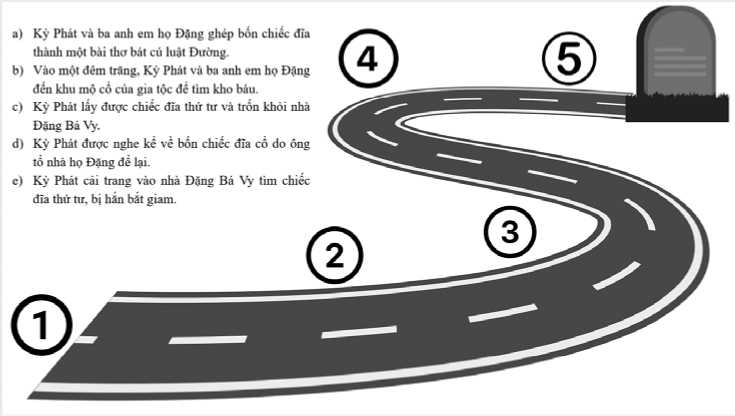 a) Kỳ Phát và ba anh em họ Đặng ghép bốn chiếc đĩa
thành một bài thơ bát cú luật Đường.
b) Vào một đêm trăng, Kỳ Phát và ba anh em họ Đặng
đến khu mộ cổ của gia tộc để tìm kho báu.
c) Kỳ Phát lấy được chiếc đĩa thứ tư và trốn khỏi nhà
Đặng Bá Vy.
d) Kỳ Phát được nghe kể về bốn chiếc đĩa cổ do ông
tổ nhà họ Đặng để lại.
e) Kỳ Phát cải trang vào nhà Đặng Bá Vy tìm chiếc
đĩa thứ tư, bị hắn bắt giam.
4
5
3
2
1